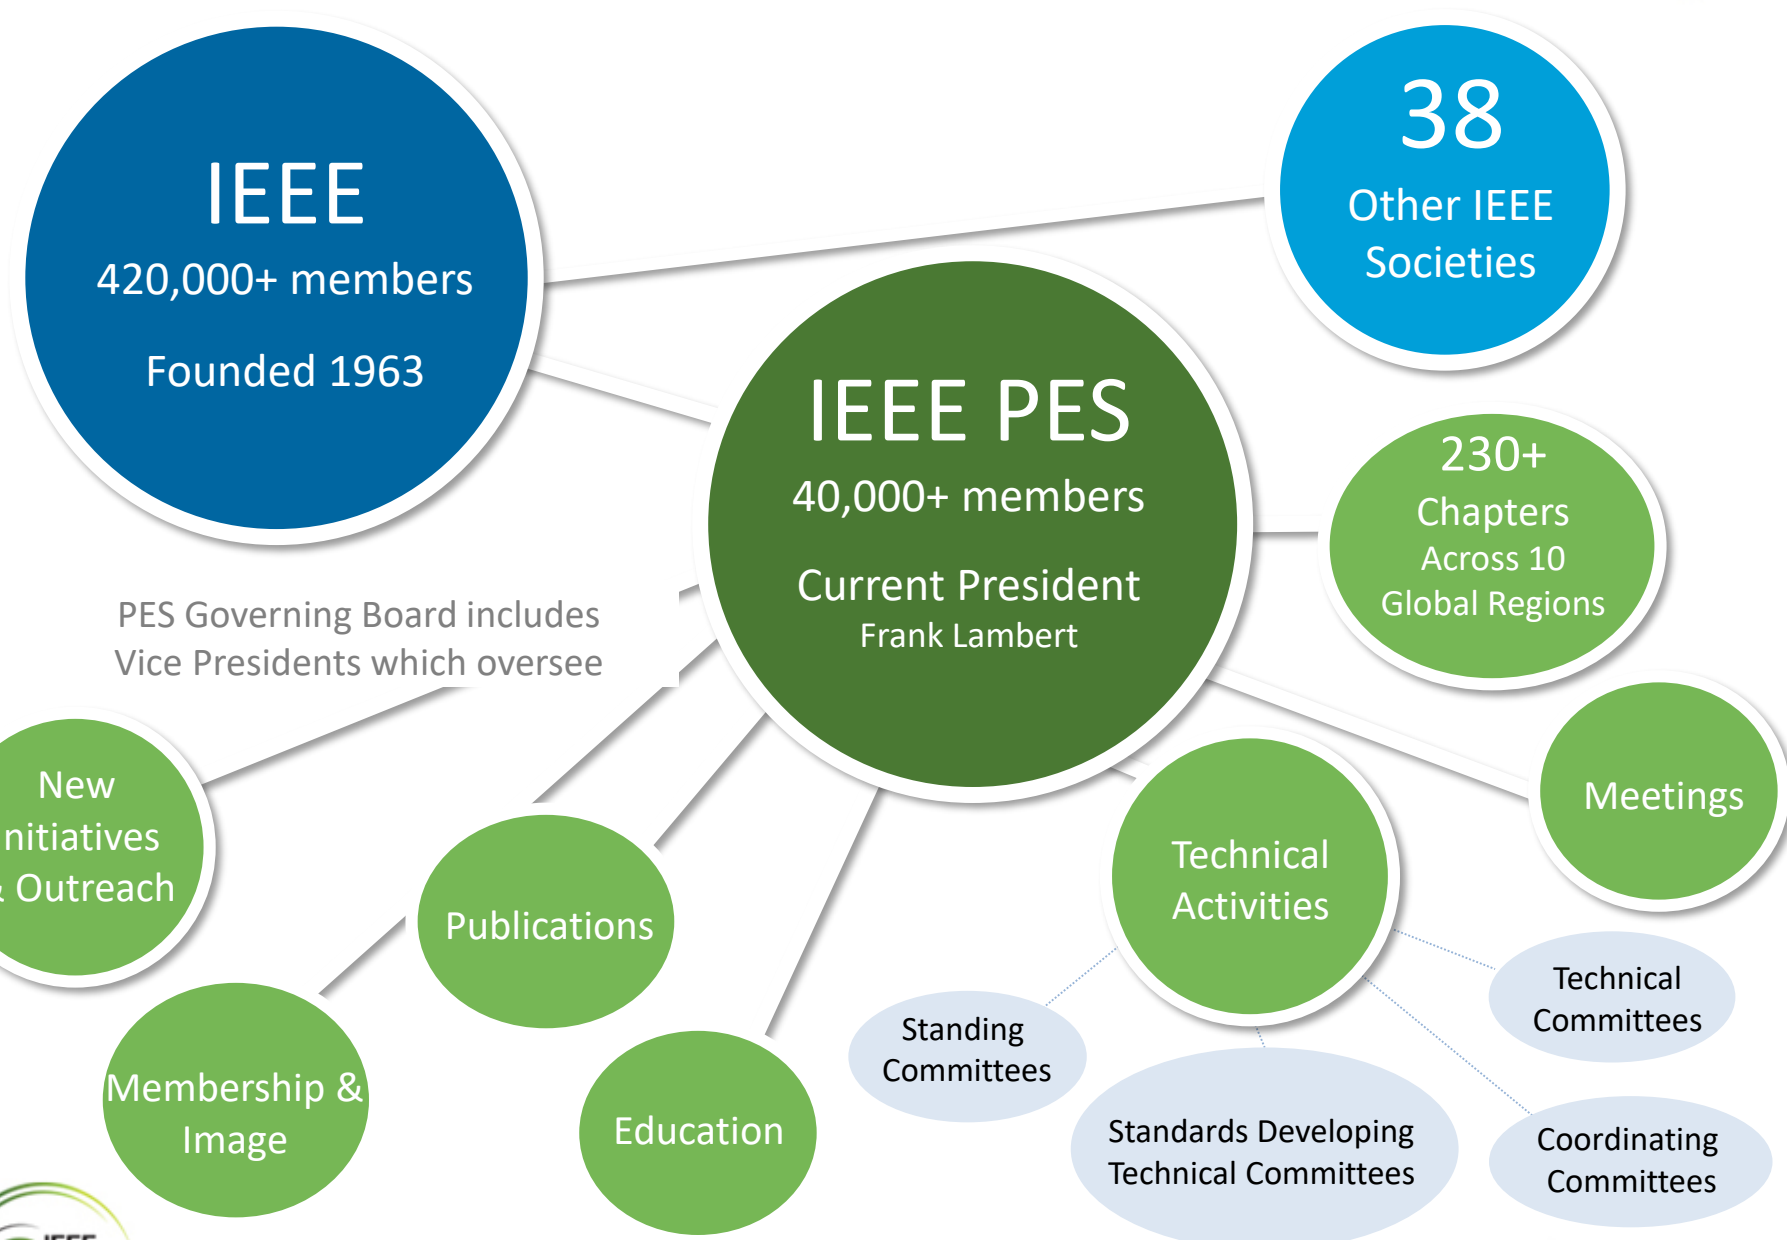 IEEE
420,000+ members
Founded 1963
38
Other IEEE
Societies
IEEE PES
40,000+ members
Current President
Frank Lambert
230+
Chapters
Across 10
Global Regions
PES Governing Board includes
Vice Presidents which oversee
New
nitiatives
& Outreach
Membership &
Image
Publications
Education
Technical
Activities
Meetings
Standing
Committees
Standards Developing
Technical Committees
Technical
Committees
Coordinating
Committees
IEEE